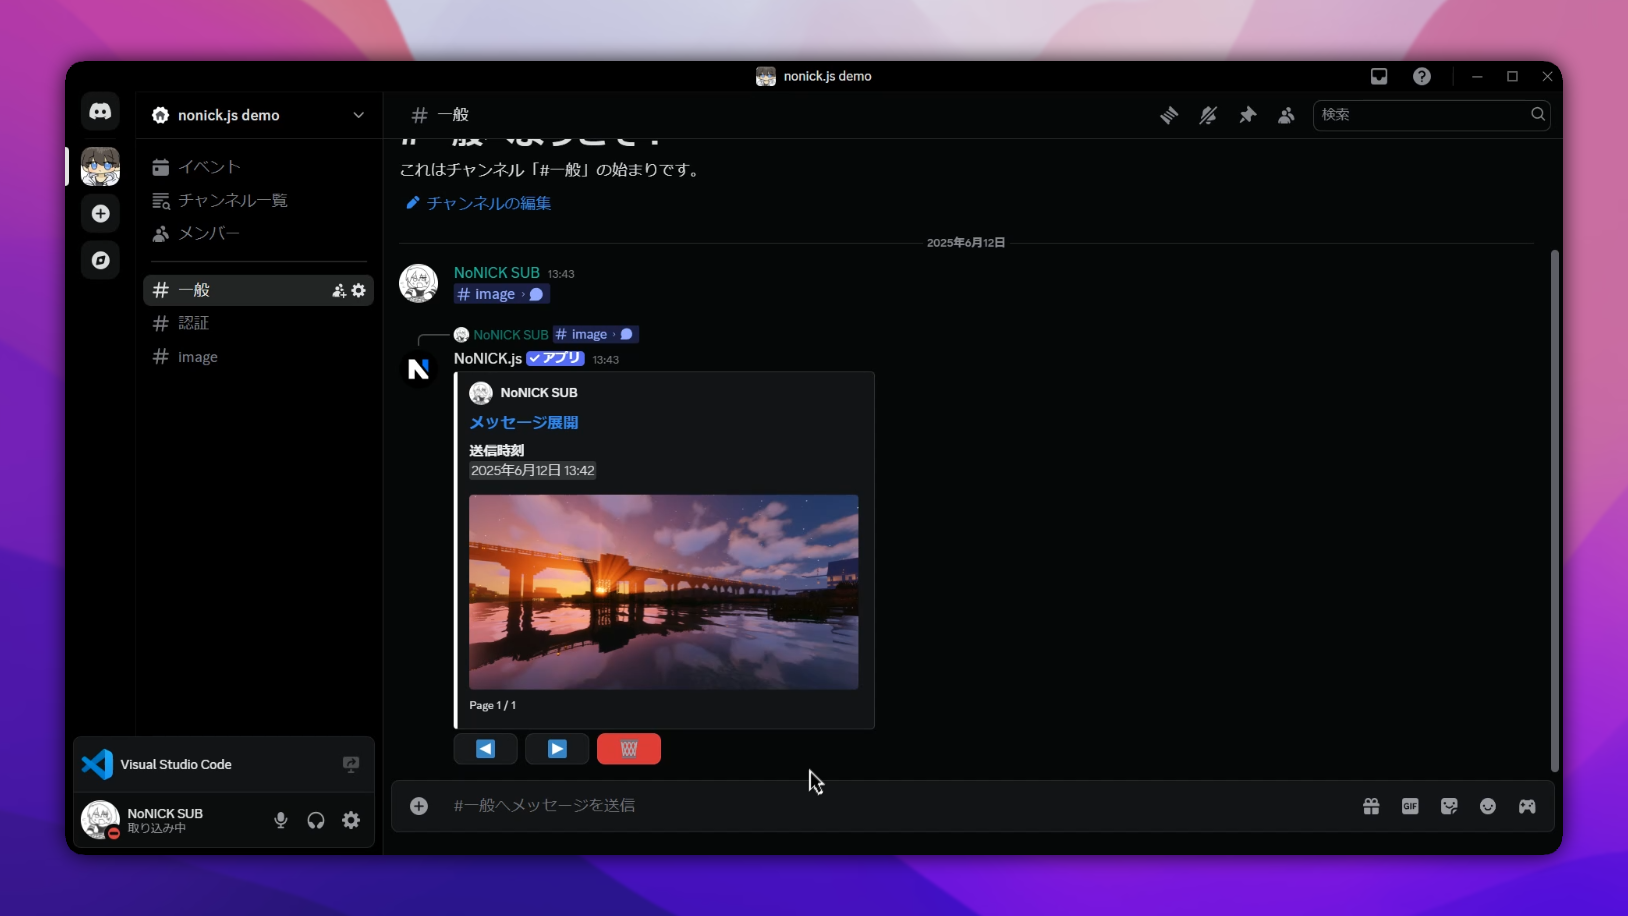 nonick.js demo
nonick.js demo
イベント
チャンネル一覧
メンバー
一般
認証
image
Visual Studio Code
NoNICK SUB
取り込み中
# 一般
検索
これはチャンネル「#一般」の始まりです。
チャンネルの編集
2025年6月12日
NoNICK SUB 13:43
# image ›
NoNICK SUB # image ›
NoNICK.js アプリ 13:43
NoNICK SUB
メッセージ展開
送信時刻
2025年6月12日 13:42
Page 1 / 1
#一般へメッセージを送信
GIF